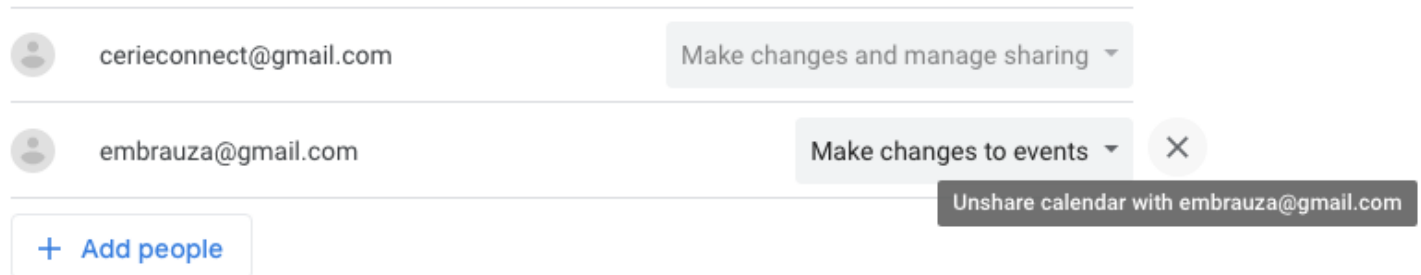 cerieconnect@gmail.com Make changes and manage sharing
embrauza@gmail.com Make changes to events
Unshare calendar with embrauza@gmail.com
+ Add people